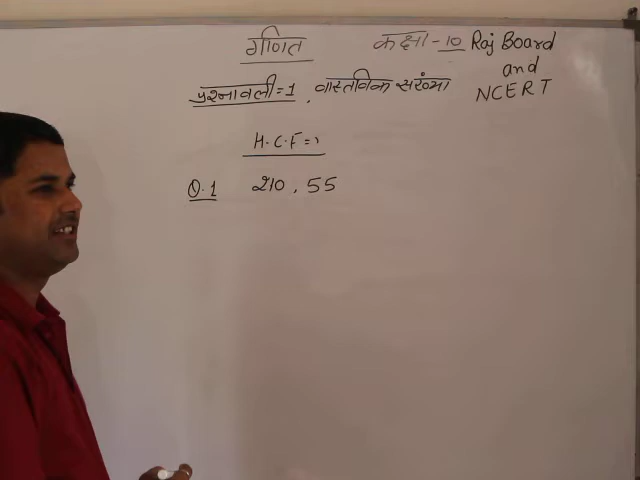 गणित कक्षा - 10 Raj Board
and
प्रश्नावली = 1 , वास्तविक संख्या NCERT
H.C.F =>
Q.1 210 , 55